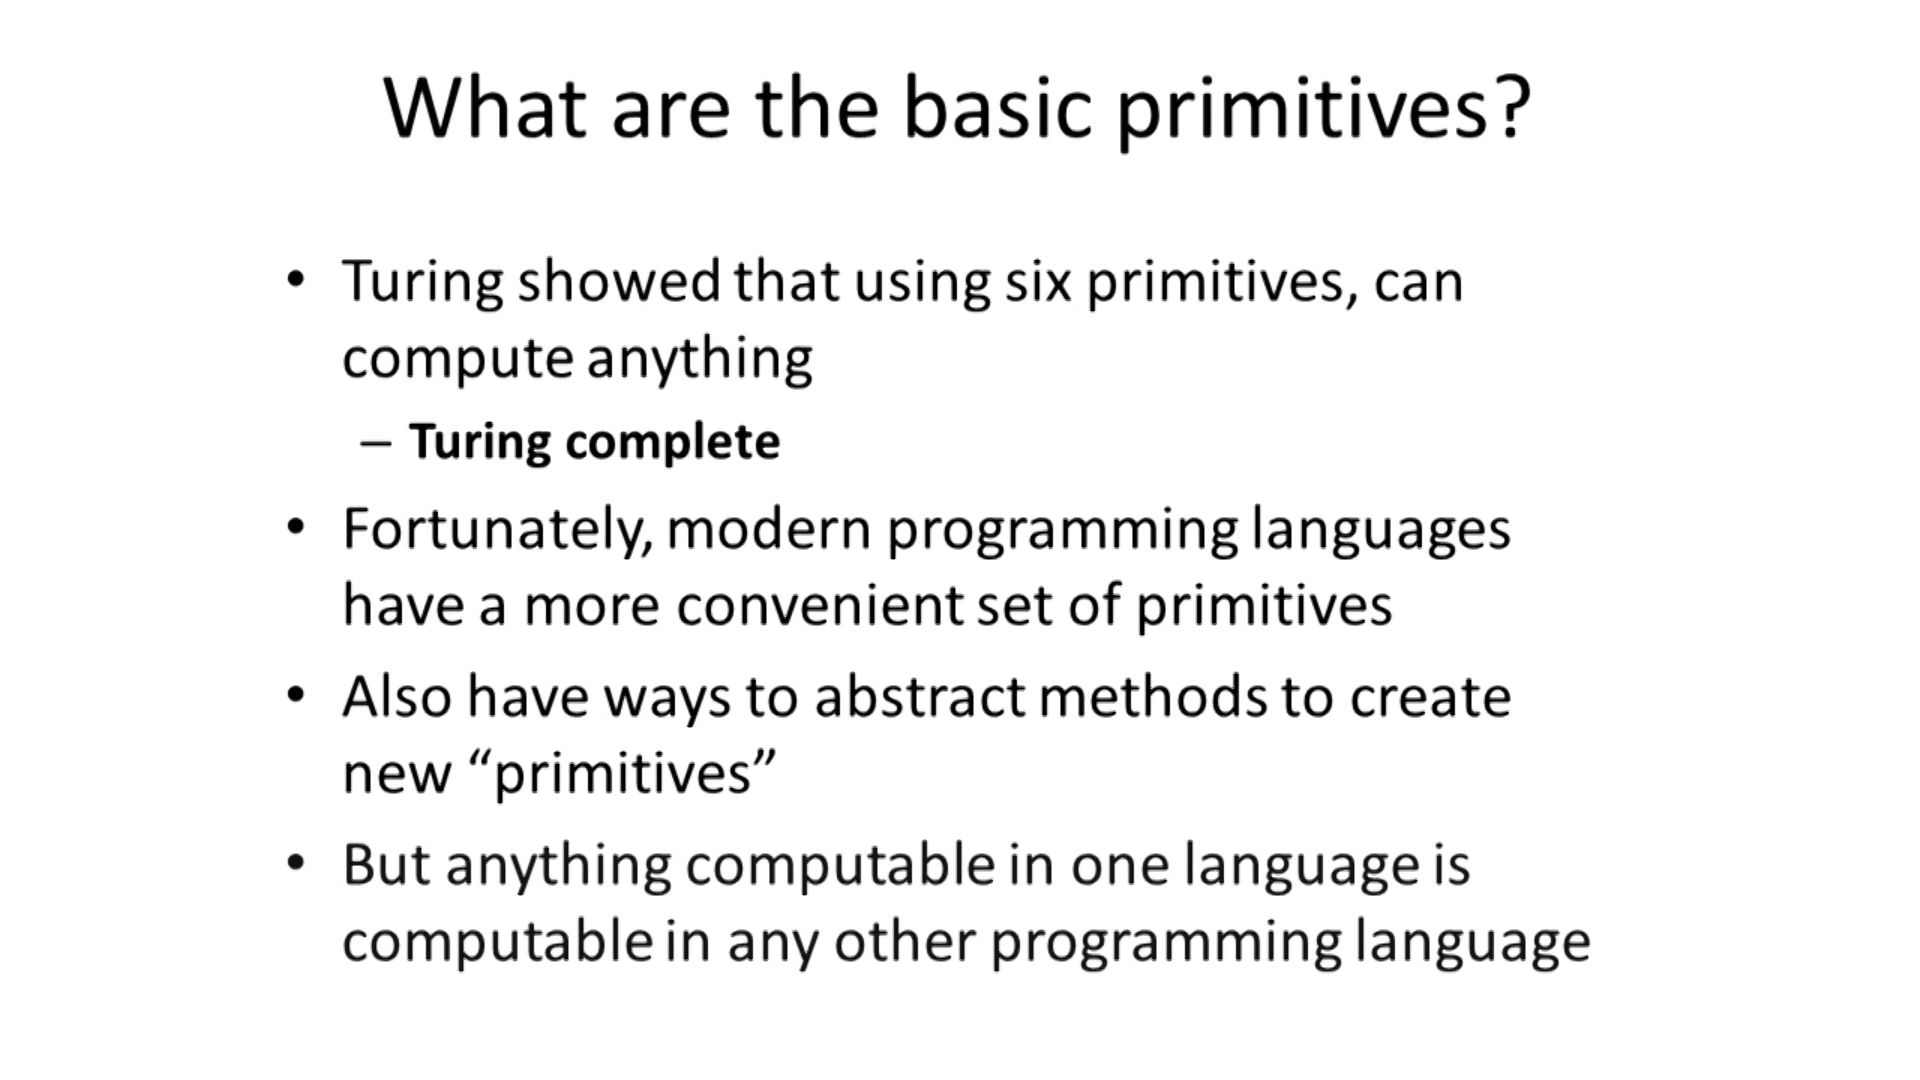 What are the basic primitives?
• Turing showed that using six primitives, can
compute anything
– Turing complete
• Fortunately, modern programming languages
have a more convenient set of primitives
• Also have ways to abstract methods to create
new “primitives”
• But anything computable in one language is
computable in any other programming language